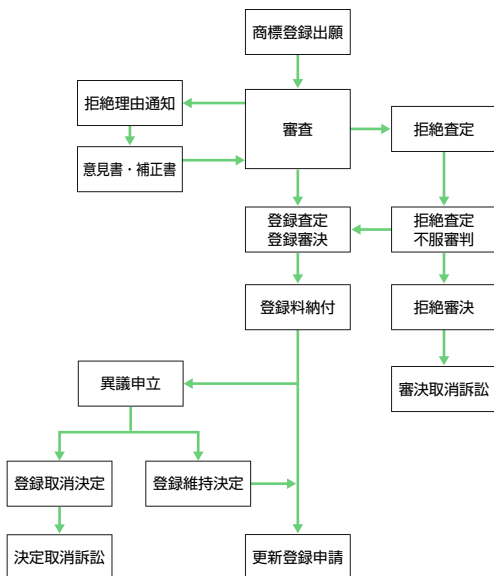 商標登録出願
拒絶理由通知
審査
拒絶査定
意見書・補正書
登録査定
登録審決
拒絶査定
不服審判
登録料納付
拒絶審決
異議申立
審決取消訴訟
登録取消決定
登録維持決定
決定取消訴訟
更新登録申請